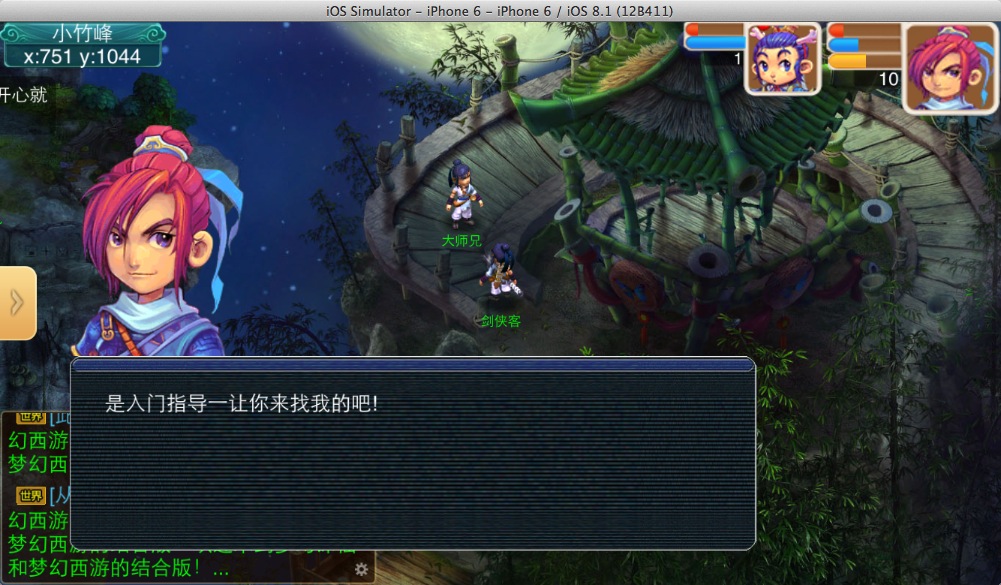 iOS Simulator - iPhone 6 - iPhone 6 / iOS 8.1 (12B411)
小竹峰
x:751 y:1044
1
10
开心就
大师兄
剑侠客
是入门指导一让你来找我的吧!
世界
幻西游
梦幻西
世界 [从
幻西游
梦幻西
和梦幻西游的结合版！...